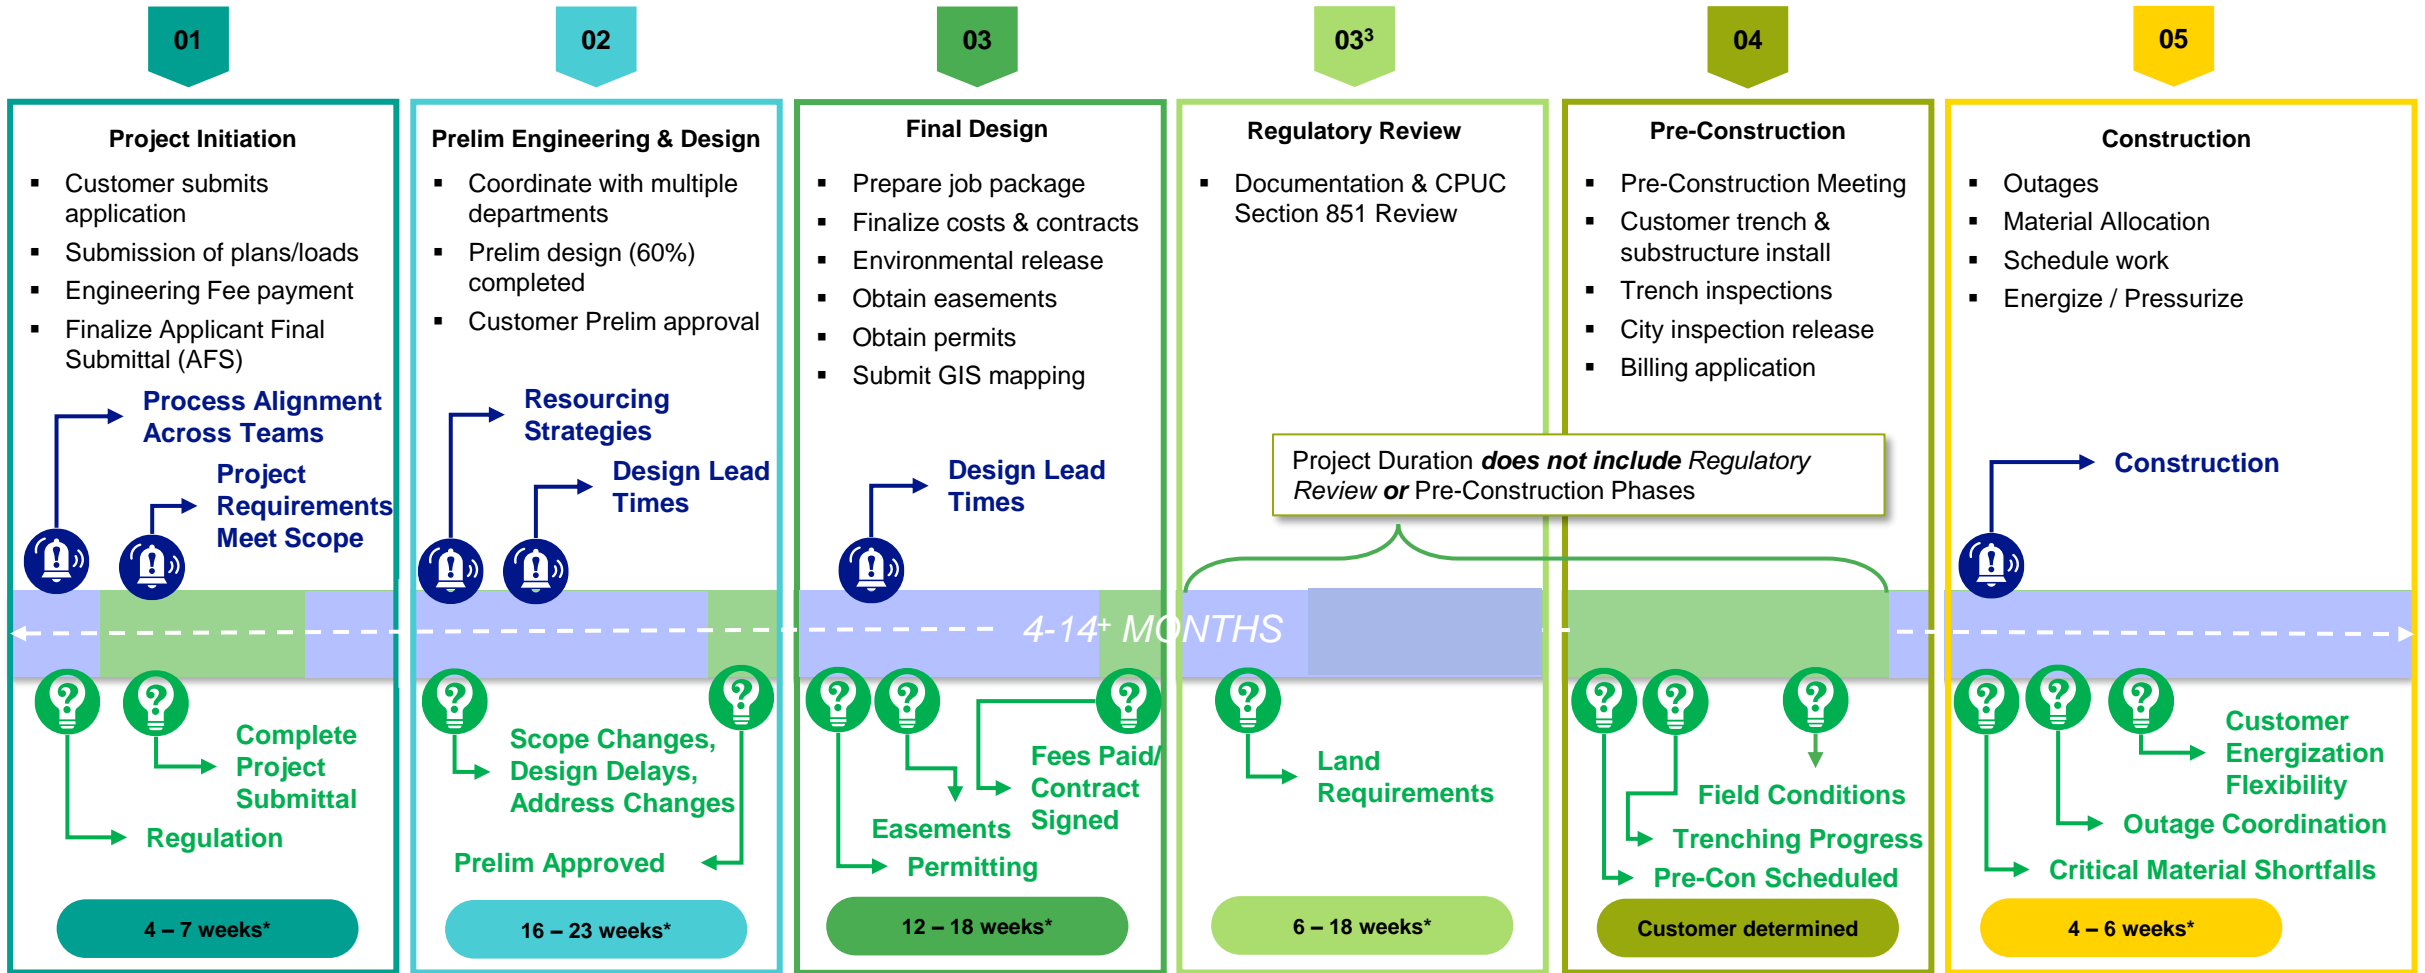 01
02
03
03³
04
05
Project Initiation
▪ Customer submits
application
▪ Submission of plans/loads
▪ Engineering Fee payment
▪ Finalize Applicant Final
Submittal (AFS)
Process Alignment
Across Teams
Project
Requirements
Meet Scope
Complete
Project
Submittal
Regulation
4 – 7 weeks*
Prelim Engineering & Design
▪ Coordinate with multiple
departments
▪ Prelim design (60%)
completed
▪ Customer Prelim approval
Resourcing
Strategies
Design Lead
Times
Scope Changes,
Design Delays,
Address Changes
Prelim Approved
16 – 23 weeks*
Final Design
▪ Prepare job package
▪ Finalize costs & contracts
▪ Environmental release
▪ Obtain easements
▪ Obtain permits
▪ Submit GIS mapping
Design Lead
Times
Fees Paid/
Contract
Signed
Easements
Permitting
12 – 18 weeks*
Regulatory Review
▪ Documentation & CPUC
Section 851 Review
Project Duration does not include Regulatory
Review or Pre-Construction Phases
4-14+ MONTHS
Land
Requirements
6 – 18 weeks*
Pre-Construction
▪ Pre-Construction Meeting
▪ Customer trench &
substructure install
▪ Trench inspections
▪ City inspection release
▪ Billing application
Field Conditions
Trenching Progress
Pre-Con Scheduled
Customer determined
Construction
▪ Outages
▪ Material Allocation
▪ Schedule work
▪ Energize / Pressurize
Construction
Customer
Energization
Flexibility
Outage Coordination
Critical Material Shortfalls
4 – 6 weeks*